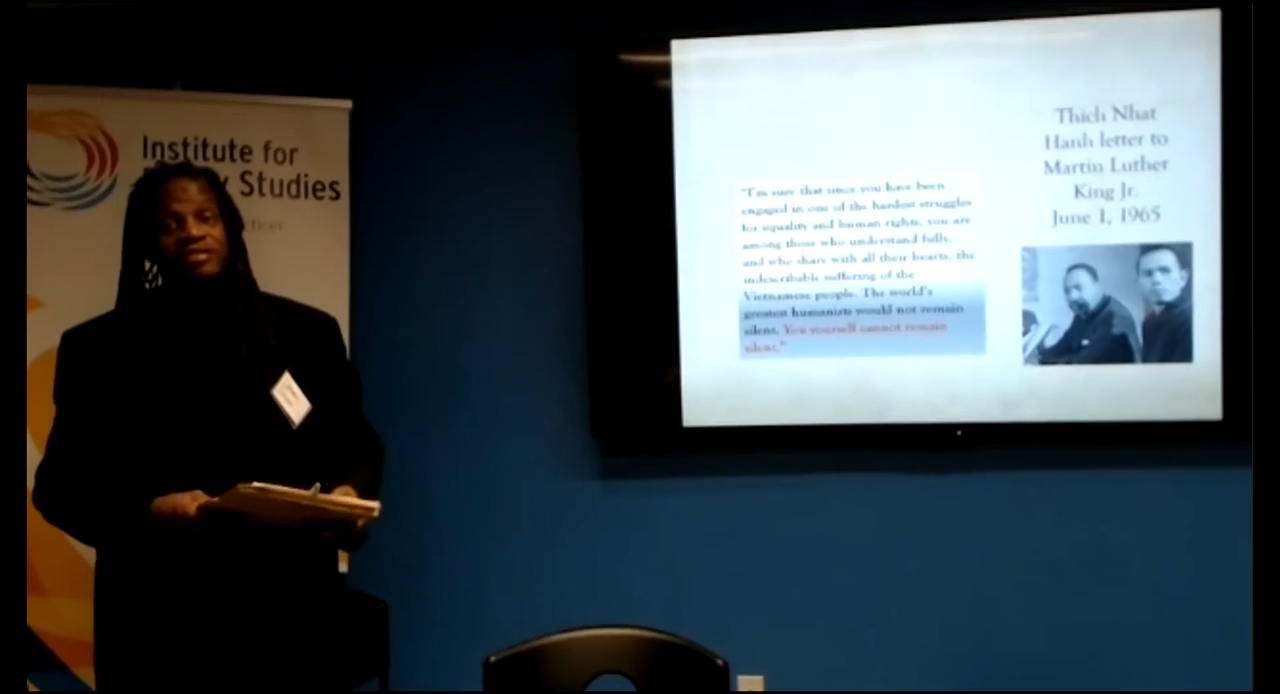 Institute for
Studies
Thich Nhat
Hanh letter to
Martin Luther
King Jr.
June 1, 1965
"I'm sure that since you have been
engaged in one of the hardest struggles
for equality and human rights, you are
among those who understand fully,
and who share with all their hearts, the
indescribable suffering of the
Vietnamese people. The world's
greatest humanists would not remain
silent. You yourself cannot remain
silent."